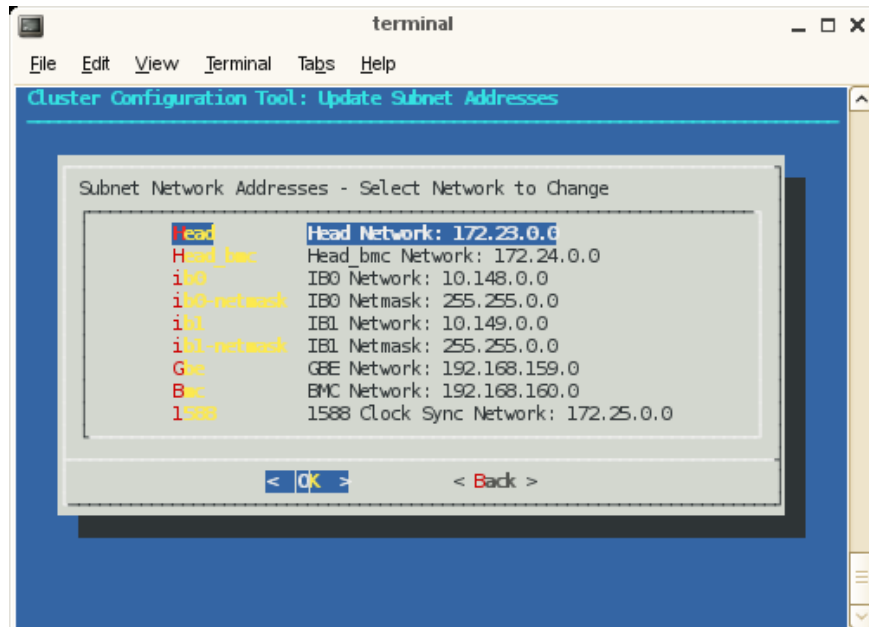 terminal
File Edit View Terminal Tabs Help
Cluster Configuration Tool: Update Subnet Addresses
Subnet Network Addresses - Select Network to Change
Head Head Network: 172.23.0.0
Head_bmc Head_bmc Network: 172.24.0.0
ib0 IB0 Network: 10.148.0.0
ib0-netmask IB0 Netmask: 255.255.0.0
ib1 IB1 Network: 10.149.0.0
ib1-netmask IB1 Netmask: 255.255.0.0
Gbe GBE Network: 192.168.159.0
Bmc BMC Network: 192.168.160.0
1588 1588 Clock Sync Network: 172.25.0.0
< OK > < Back >